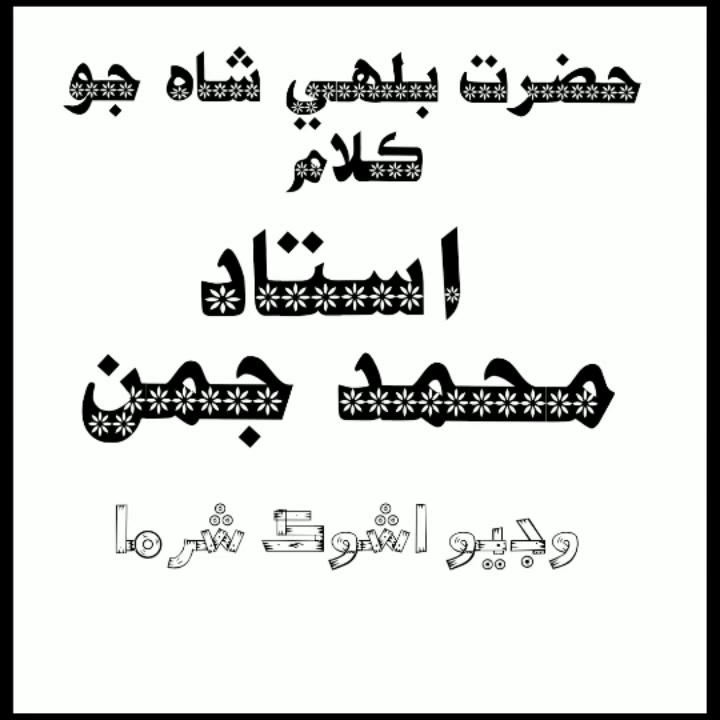 حضرت بلهي شاه جو
ڪلام
استاد
محمد جمن
وڊيو اشوڪ شرما